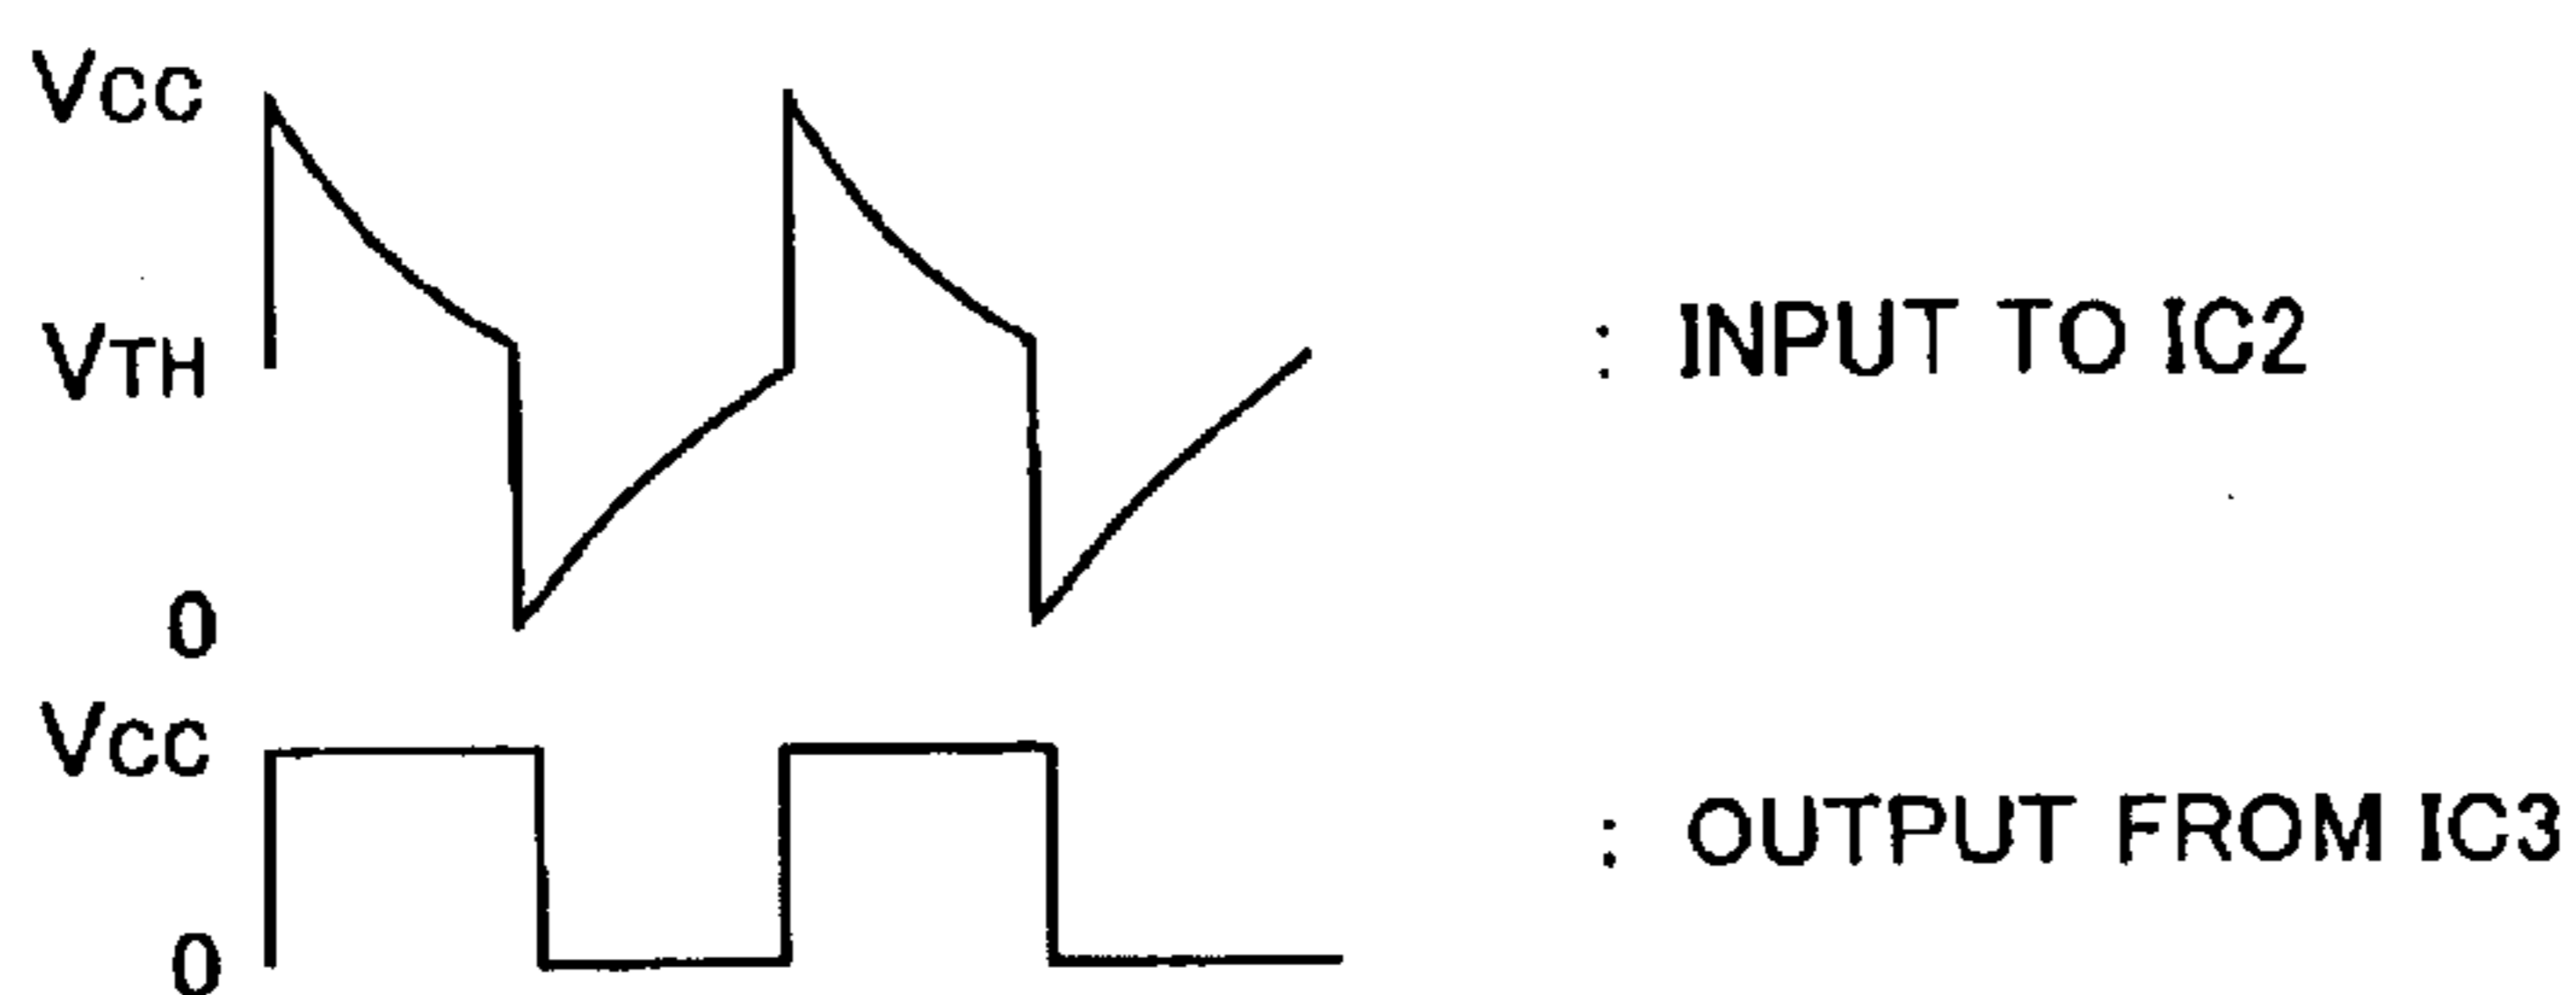 VCC
VTH : INPUT TO IC2
0
VCC
: OUTPUT FROM IC3
0